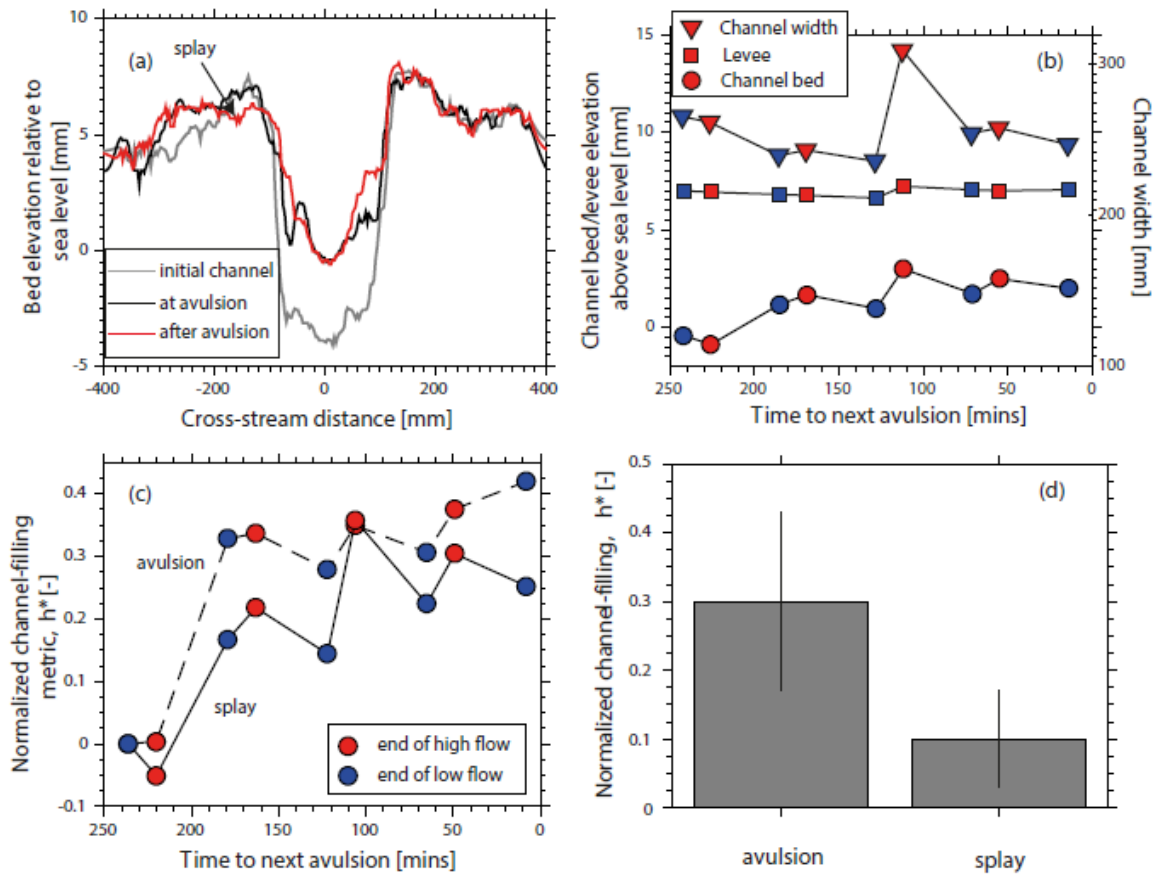 (a)
splay
Bed elevation relative to
sea level [mm]
10
5
0
-5
initial channel
at avulsion
after avulsion
-400
-200
0
200
400
Cross-stream distance [mm]
(b)
Channel width
Levee
Channel bed
Channel bed/levee elevation
above sea level [mm]
15
10
5
0
300
200
100
Channel width
[mm]
250
200
150
100
50
0
Time to next avulsion [mins]
(c)
Normalized channel-filling
metric, h* [-]
0.4
0.3
0.2
0.1
0
-0.1
avulsion
splay
end of high flow
end of low flow
250
200
150
100
50
0
Time to next avulsion [mins]
(d)
Normalized channel-filling, h* [-]
0.5
0.4
0.3
0.2
0.1
0
avulsion
splay